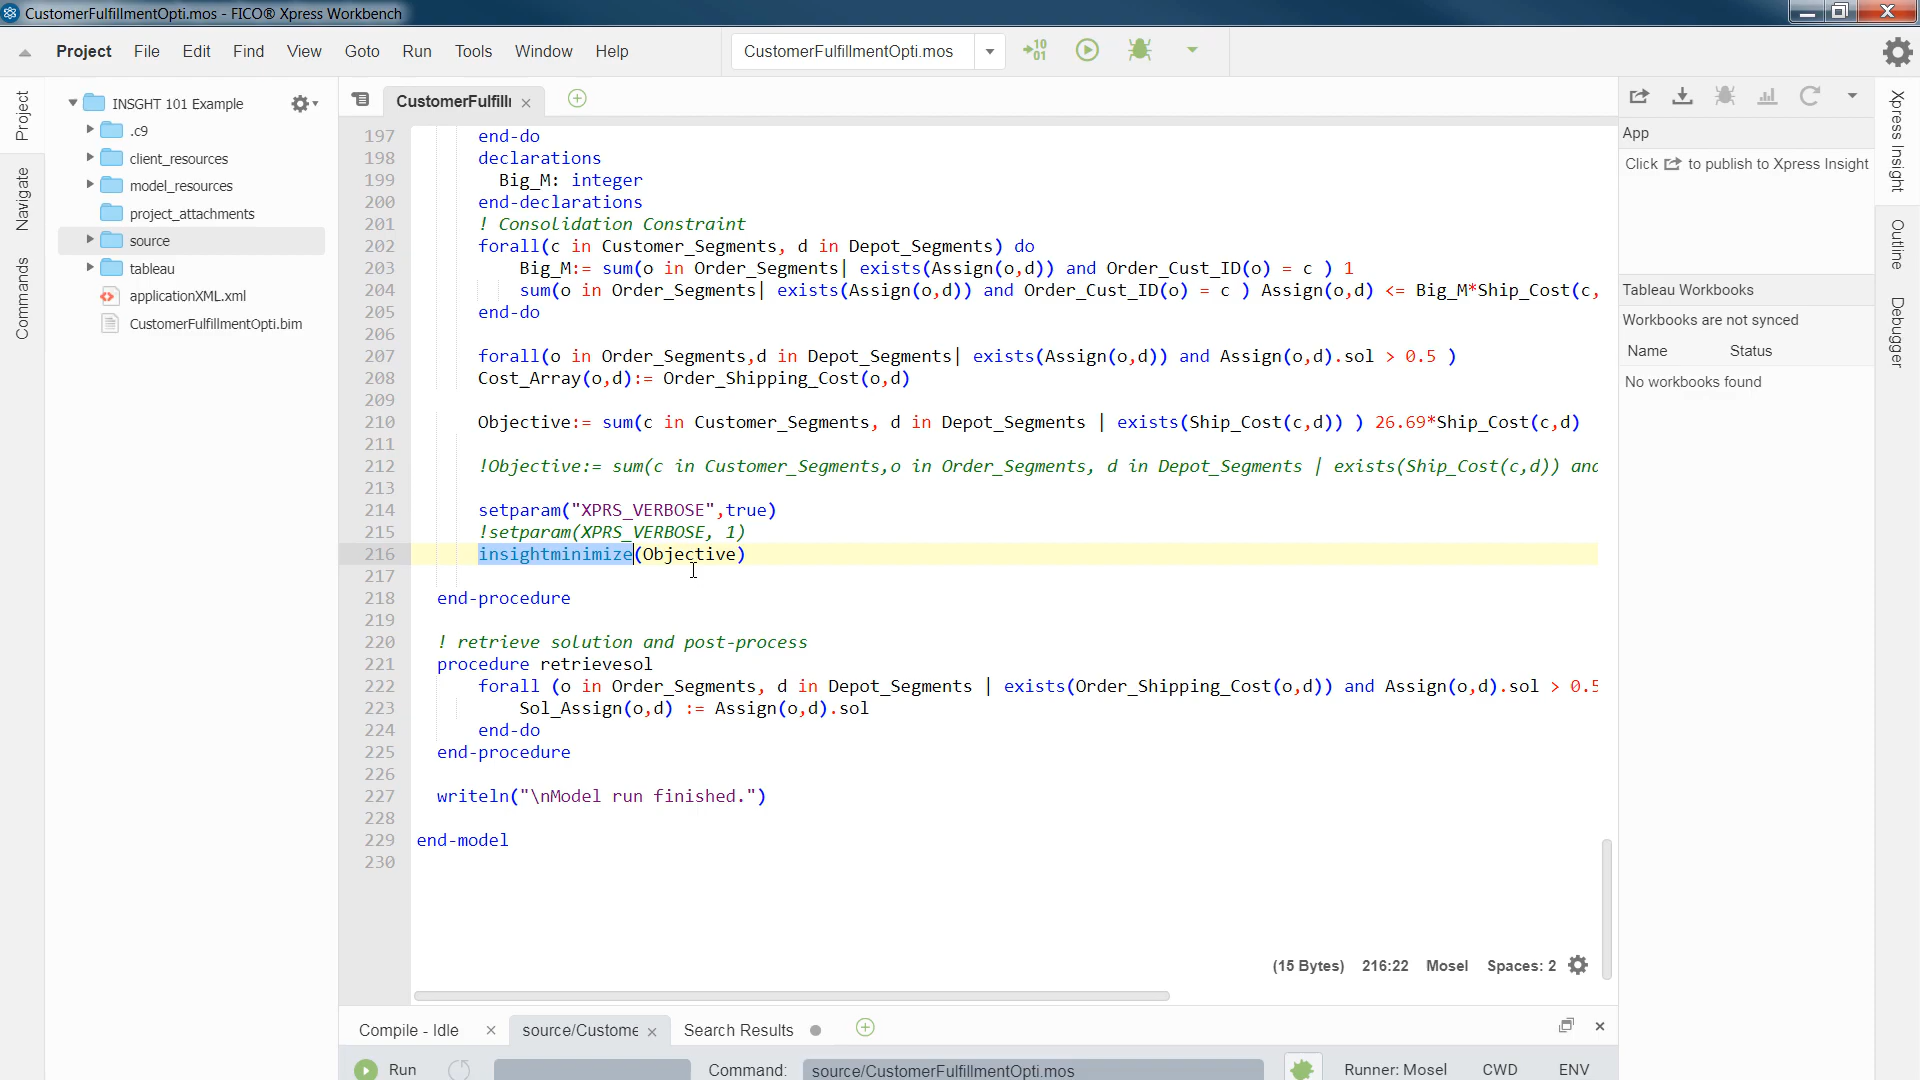 CustomerFulfillmentOpti.mos - FICO® Xpress Workbench
Project File Edit Find View Goto Run Tools Window Help
CustomerFulfillmentOpti.mos
10
01
Project
Navigate
Commands
INSGHT 101 Example
.c9
client_resources
model_resources
project_attachments
source
tableau
applicationXML.xml
CustomerFulfillmentOpti.bim
CustomerFulfillı
197 end-do
198 declarations
199 Big_M: integer
200 end-declarations
201 ! Consolidation Constraint
202 forall(c in Customer_Segments, d in Depot_Segments) do
203 Big_M:= sum(o in Order_Segments| exists(Assign(o,d)) and Order_Cust_ID(o) = c ) 1
204 sum(o in Order_Segments| exists(Assign(o,d)) and Order_Cust_ID(o) = c ) Assign(o,d) <= Big_M*Ship_Cost(c,
205 end-do
206
207 forall(o in Order_Segments,d in Depot_Segments| exists(Assign(o,d)) and Assign(o,d).sol > 0.5 )
208 Cost_Array(o,d):= Order_Shipping_Cost(o,d)
209
210 Objective:= sum(c in Customer_Segments, d in Depot_Segments | exists(Ship_Cost(c,d)) ) 26.69*Ship_Cost(c,d)
211
212 !Objective:= sum(c in Customer_Segments,o in Order_Segments, d in Depot_Segments | exists(Ship_Cost(c,d)) and
213
214 setparam("XPRS_VERBOSE",true)
215 !setparam(XPRS_VERBOSE, 1)
216 insightminimize(Objective)
217
218 end-procedure
219
220 ! retrieve solution and post-process
221 procedure retrievesol
222 forall (o in Order_Segments, d in Depot_Segments | exists(Order_Shipping_Cost(o,d)) and Assign(o,d).sol > 0.5
223 Sol_Assign(o,d) := Assign(o,d).sol
224 end-do
225 end-procedure
226
227 writeln("\nModel run finished.")
228
229 end-model
230
(15 Bytes) 216:22 Mosel Spaces: 2
Compile - Idle
source/Custome
Search Results
Run
Command:
source/CustomerFulfillmentOpti.mos
Runner: Mosel
CWD
ENV
App
Click to publish to Xpress Insight
Tableau Workbooks
Workbooks are not synced
Name Status
No workbooks found
Xpress Insight
Outline
Debugger